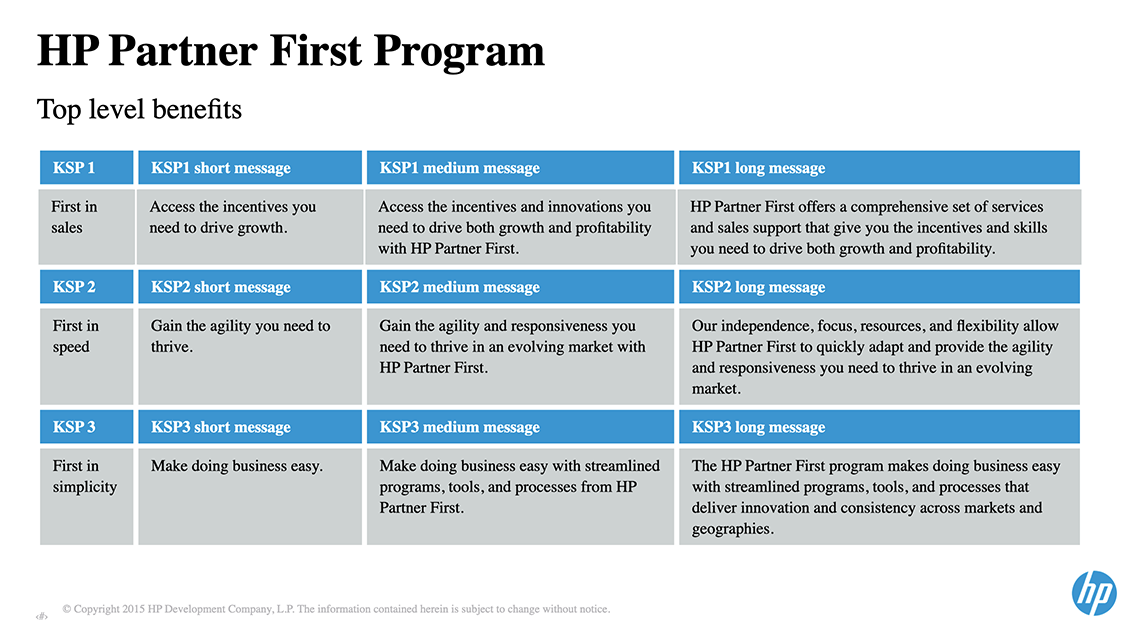 HP Partner First Program
Top level benefits
KSP 1
KSP1 short message
KSP1 medium message
KSP1 long message
First in
sales
Access the incentives you
need to drive growth.
Access the incentives and innovations you
need to drive both growth and profitability
with HP Partner First.
HP Partner First offers a comprehensive set of services
and sales support that give you the incentives and skills
you need to drive both growth and profitability.
KSP 2
KSP2 short message
KSP2 medium message
KSP2 long message
First in
speed
Gain the agility you need to
thrive.
Gain the agility and responsiveness you
need to thrive in an evolving market with
HP Partner First.
Our independence, focus, resources, and flexibility allow
HP Partner First to quickly adapt and provide the agility
and responsiveness you need to thrive in an evolving
market.
KSP 3
KSP3 short message
KSP3 medium message
KSP3 long message
First in
simplicity
Make doing business easy.
Make doing business easy with streamlined
programs, tools, and processes from HP
Partner First.
The HP Partner First program makes doing business easy
with streamlined programs, tools, and processes that
deliver innovation and consistency across markets and
geographies.
‹#›
© Copyright 2015 HP Development Company, L.P. The information contained herein is subject to change without notice.
hp